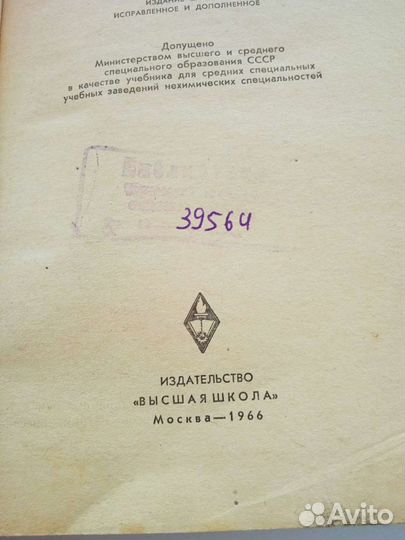 ИЗДАНИЕ
ИСПРАВЛЕННОЕ И ДОПОЛНЕННОЕ
Допущено
Министерством высшего и среднего
специального образования СССР
в качестве учебника для средних специальных
учебных заведений нехимических специальностей
39564
ИЗДАТЕЛЬСТВО
«ВЫСШАЯ ШКОЛА»
Москва—1966
Avito